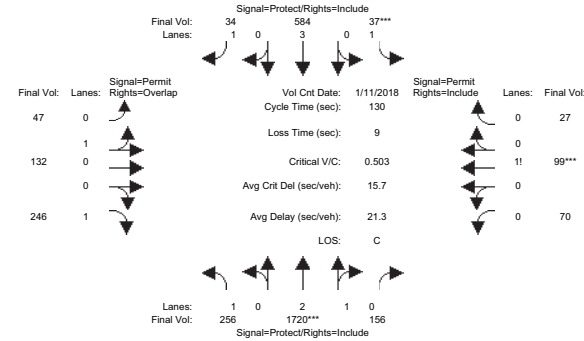 Signal=Protect/Rights=Include
Final Vol: 34 584 37***
Lanes: 1 0 3 0 1
Signal=Permit Signal=Permit
Final Vol: Lanes: Rights=Overlap Vol Cnt Date: 1/11/2018 Rights=Include Lanes: Final Vol:
Cycle Time (sec): 130
47 0 0 27
Loss Time (sec): 9
1 0
132 0 Critical V/C: 0.503 1! 99***
0 Avg Crit Del (sec/veh): 15.7 0
246 1 Avg Delay (sec/veh): 21.3 0 70
LOS: C
Lanes: 1 0 2 1 0
Final Vol: 256 1720*** 156
Signal=Protect/Rights=Include